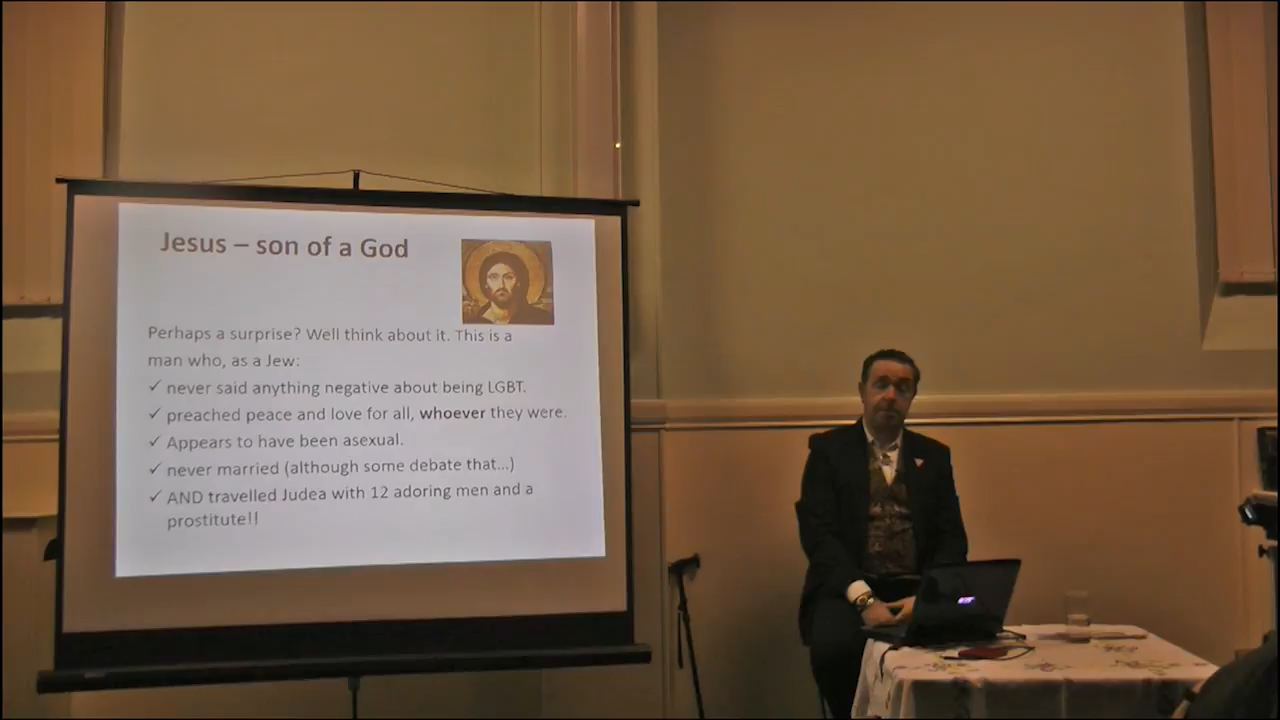 Jesus – son of a God
Perhaps a surprise? Well think about it. This is a
man who, as a Jew:
✓ never said anything negative about being LGBT.
✓ preached peace and love for all, whoever they were.
✓ Appears to have been asexual.
✓ never married (although some debate that...)
✓ AND travelled Judea with 12 adoring men and a
prostitute!!